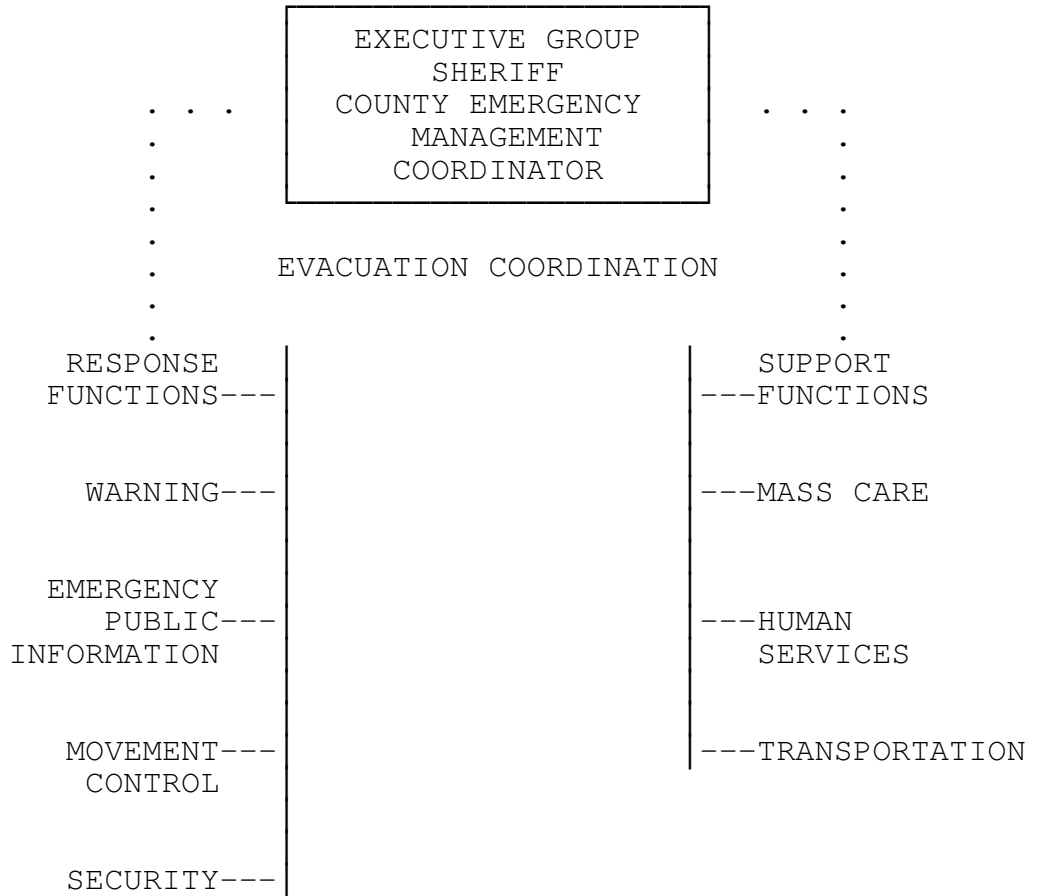 EXECUTIVE GROUP
SHERIFF
COUNTY EMERGENCY
MANAGEMENT
COORDINATOR
EVACUATION COORDINATION
RESPONSE
FUNCTIONS---
WARNING---
EMERGENCY
PUBLIC---
INFORMATION
MOVEMENT---
CONTROL
SECURITY---
SUPPORT
---FUNCTIONS
---MASS CARE
---HUMAN
SERVICES
---TRANSPORTATION